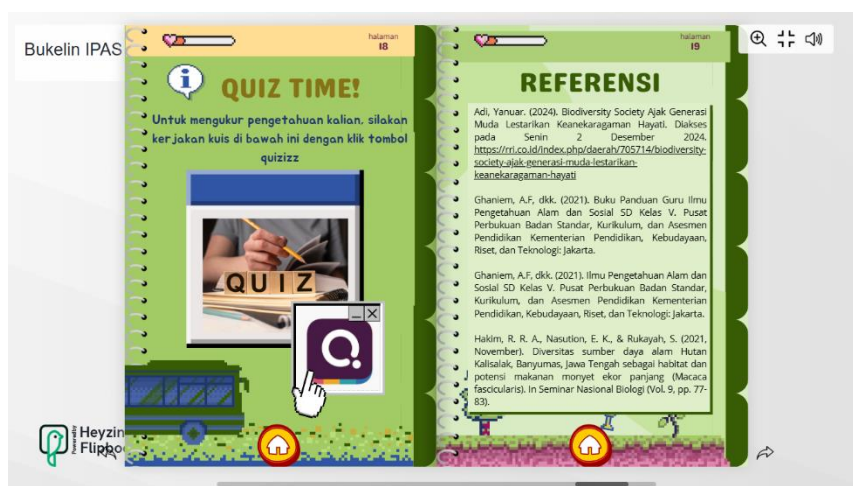 Bukelin IPAS
halaman
18
QUIZ TIME!
Untuk mengukur pengetahuan kalian, silakan
kerjakan kuis di bawah ini dengan klik tombol
quizizz
QUIZ
halaman
19
REFERENSI
Adi, Yanuar. (2024). Biodiversity Society Ajak Generasi
Muda Lestarikan Keanekaragaman Hayati. Diakses
pada Senin 2 Desember 2024.
https://rri.co.id/index.php/daerah/705714/biodiversity-
society-ajak-generasi-muda-lestarikan-
keanekaragaman-hayati
Ghaniem, A.F, dkk. (2021). Buku Panduan Guru Ilmu
Pengetahuan Alam dan Sosial SD Kelas V. Pusat
Perbukuan Badan Standar, Kurikulum, dan Asesmen
Pendidikan Kementerian Pendidikan, Kebudayaan,
Riset, dan Teknologi: Jakarta.
Ghaniem, A.F, dkk. (2021). Ilmu Pengetahuan Alam dan
Sosial SD Kelas V. Pusat Perbukuan Badan Standar,
Kurikulum, dan Asesmen Pendidikan Kementerian
Pendidikan, Kebudayaan, Riset, dan Teknologi: Jakarta.
Hakim, R. R. A., Nasution, E. K., & Rukayah, S. (2021,
November). Diversitas sumber daya alam Hutan
Kalisalak, Banyumas, Jawa Tengah sebagai habitat dan
potensi makanan monyet ekor panjang (Macaca
fascicularis). In Seminar Nasional Biologi (Vol. 9, pp. 77-
83).
Powered by
Heyzin
Flipboo